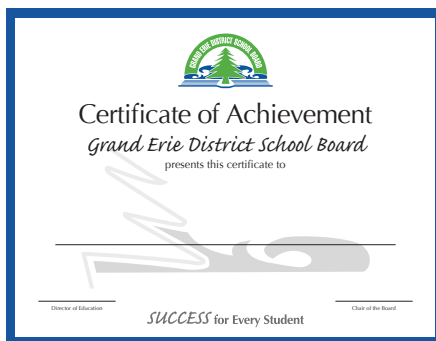 GRAND ERIE DISTRICT SCHOOL BOARD
Certificate of Achievement
Grand Erie District School Board
presents this certificate to
Director of Education
Chair of the Board
SUCCESS for Every Student